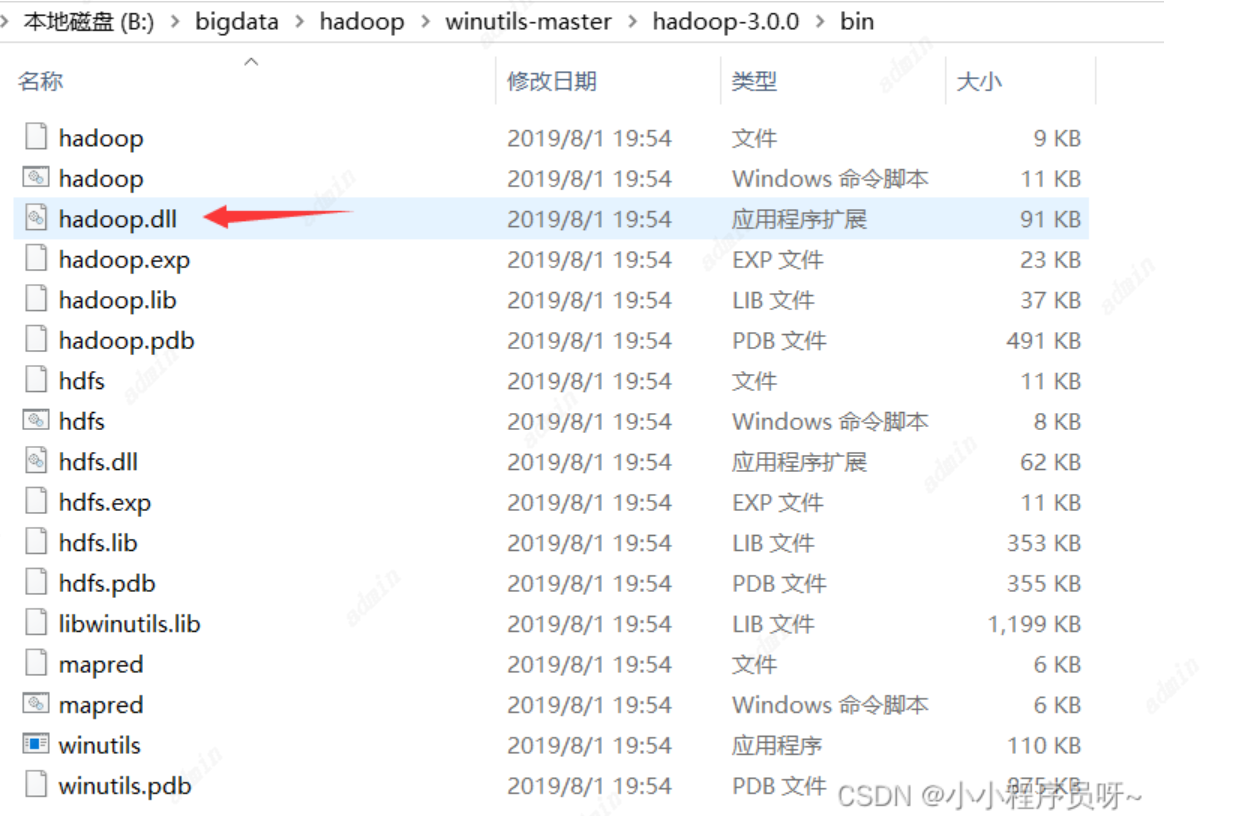 本地磁盘 (B:) > bigdata > hadoop > winutils-master > hadoop-3.0.0 > bin
名称 修改日期 类型 大小
hadoop 2019/8/1 19:54 文件 9 KB
hadoop 2019/8/1 19:54 Windows 命令脚本 11 KB
hadoop.dll 2019/8/1 19:54 应用程序扩展 91 KB
hadoop.exp 2019/8/1 19:54 EXP 文件 23 KB
hadoop.lib 2019/8/1 19:54 LIB 文件 37 KB
hadoop.pdb 2019/8/1 19:54 PDB 文件 491 KB
hdfs 2019/8/1 19:54 文件 11 KB
hdfs 2019/8/1 19:54 Windows 命令脚本 8 KB
hdfs.dll 2019/8/1 19:54 应用程序扩展 62 KB
hdfs.exp 2019/8/1 19:54 EXP 文件 11 KB
hdfs.lib 2019/8/1 19:54 LIB 文件 353 KB
hdfs.pdb 2019/8/1 19:54 PDB 文件 355 KB
libwinutils.lib 2019/8/1 19:54 LIB 文件 1,199 KB
mapred 2019/8/1 19:54 文件 6 KB
mapred 2019/8/1 19:54 Windows 命令脚本 6 KB
winutils 2019/8/1 19:54 应用程序 110 KB
winutils.pdb 2019/8/1 19:54 PDB 文件 875 KB
CSDN @小小程序员呀~
admin
admin
admin
admin
admin
admin
admin
admin
admin
admin